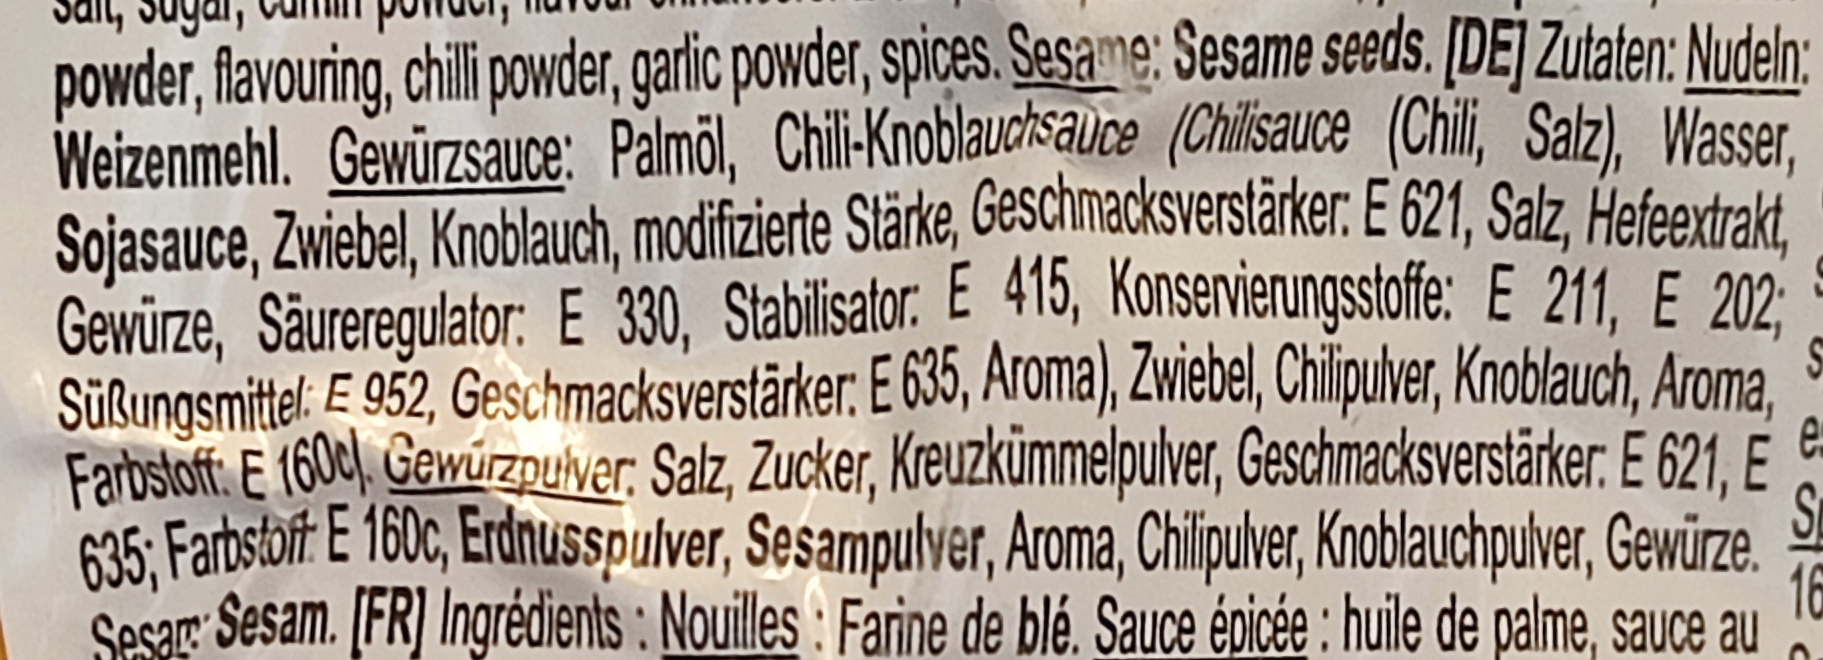 salt, sugar, cumin powder,
powder, flavouring, chilli powder, garlic powder, spices. Sesame: Sesame seeds. [DE] Zutaten: Nudeln:
Weizenmehl. Gewürzsauce: Palmöl, Chili-Knoblauchsauce (Chilisauce (Chili, Salz), Wasser,
Sojasauce, Zwiebel, Knoblauch, modifizierte Stärke, Geschmacksverstärker: E 621, Salz, Hefeextrakt,
Gewürze, Säureregulator: E 330, Stabilisator: E 415, Konservierungsstoffe: E 211, E 202;
Süßungsmittel: E 952, Geschmacksverstärker: E 635, Aroma), Zwiebel, Chilipulver, Knoblauch, Aroma,
Farbstoff: E 160c). Gewürzpulver: Salz, Zucker, Kreuzkümmelpulver, Geschmacksverstärker: E 621, E
635; Farbstoff: E 160c, Erdnusspulver, Sesampulver, Aroma, Chilipulver, Knoblauchpulver, Gewürze.
Sesam: Sesam. [FR] Ingrédients : Nouilles : Farine de blé. Sauce épicée : huile de palme, sauce au